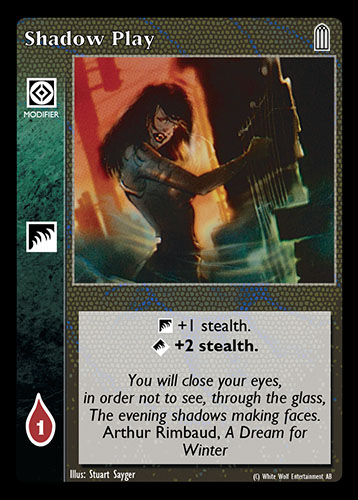 Shadow Play
MODIFIER
+1 stealth.
+2 stealth.
You will close your eyes,
in order not to see, through the glass,
The evening shadows making faces.
Arthur Rimbaud, A Dream for
Winter
1
Illus: Stuart Sayger
(C) White Wolf Entertainment AB